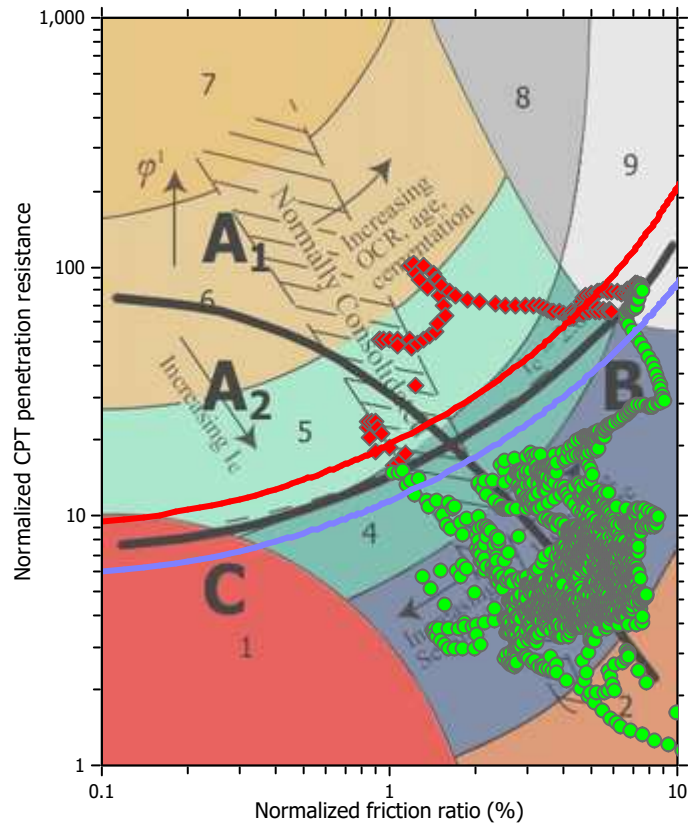 1,000
7
8
9
φ'
A1
Normally Consolidated
Increasing
OCR, age,
cementation
100
6
A2
Increasing Ic
5
B
10
4
C
1
2
1
0.1
1
10
Normalized friction ratio (%)
Normalized CPT penetration resistance